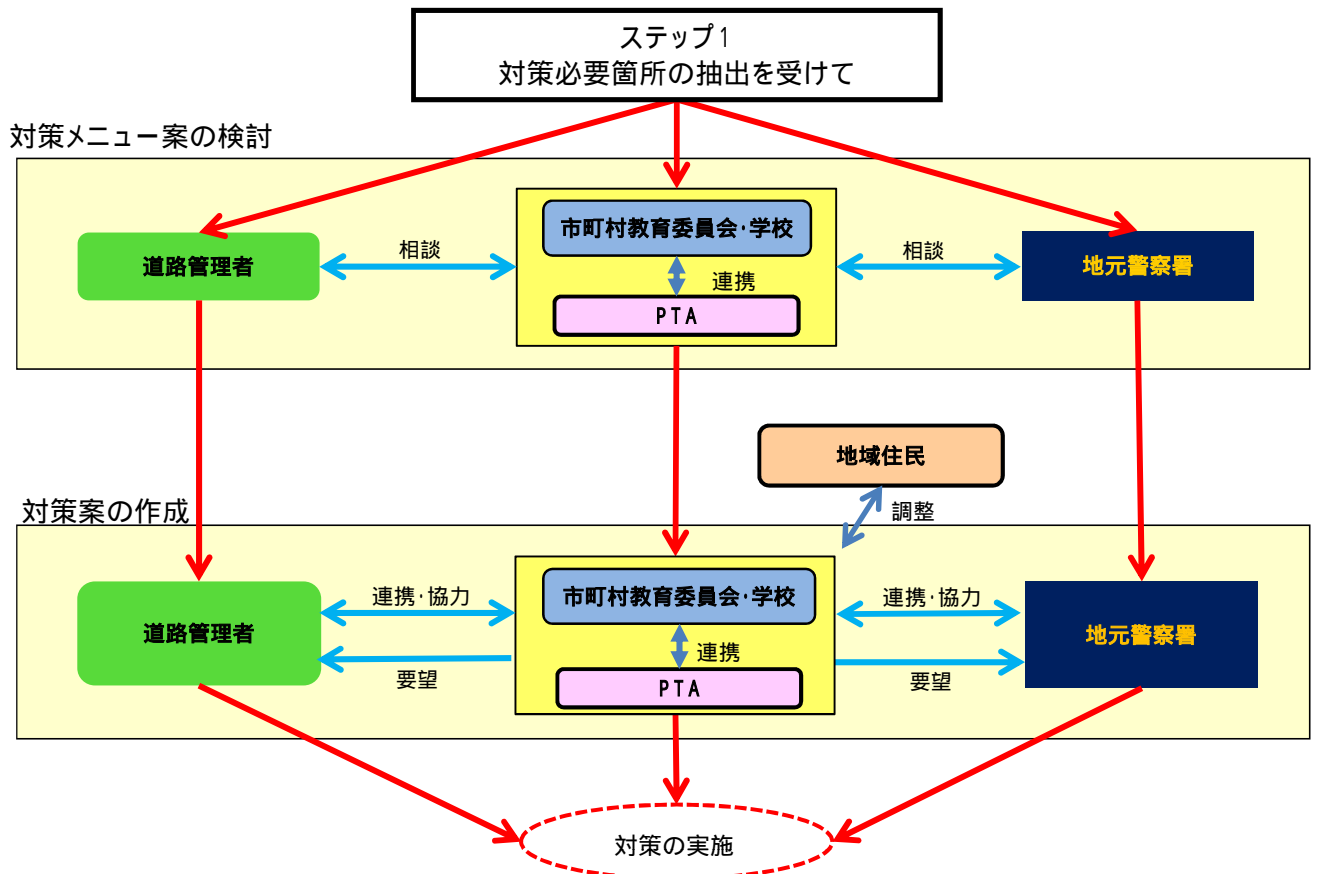 ステップ1
対策必要箇所の抽出を受けて
対策メニュー案の検討
市町村教育委員会・学校
道路管理者
相談
相談
地元警察署
連携
PTA
地域住民
対策案の作成
調整
市町村教育委員会・学校
連携・協力
連携・協力
道路管理者
地元警察署
連携
要望
要望
PTA
対策の実施